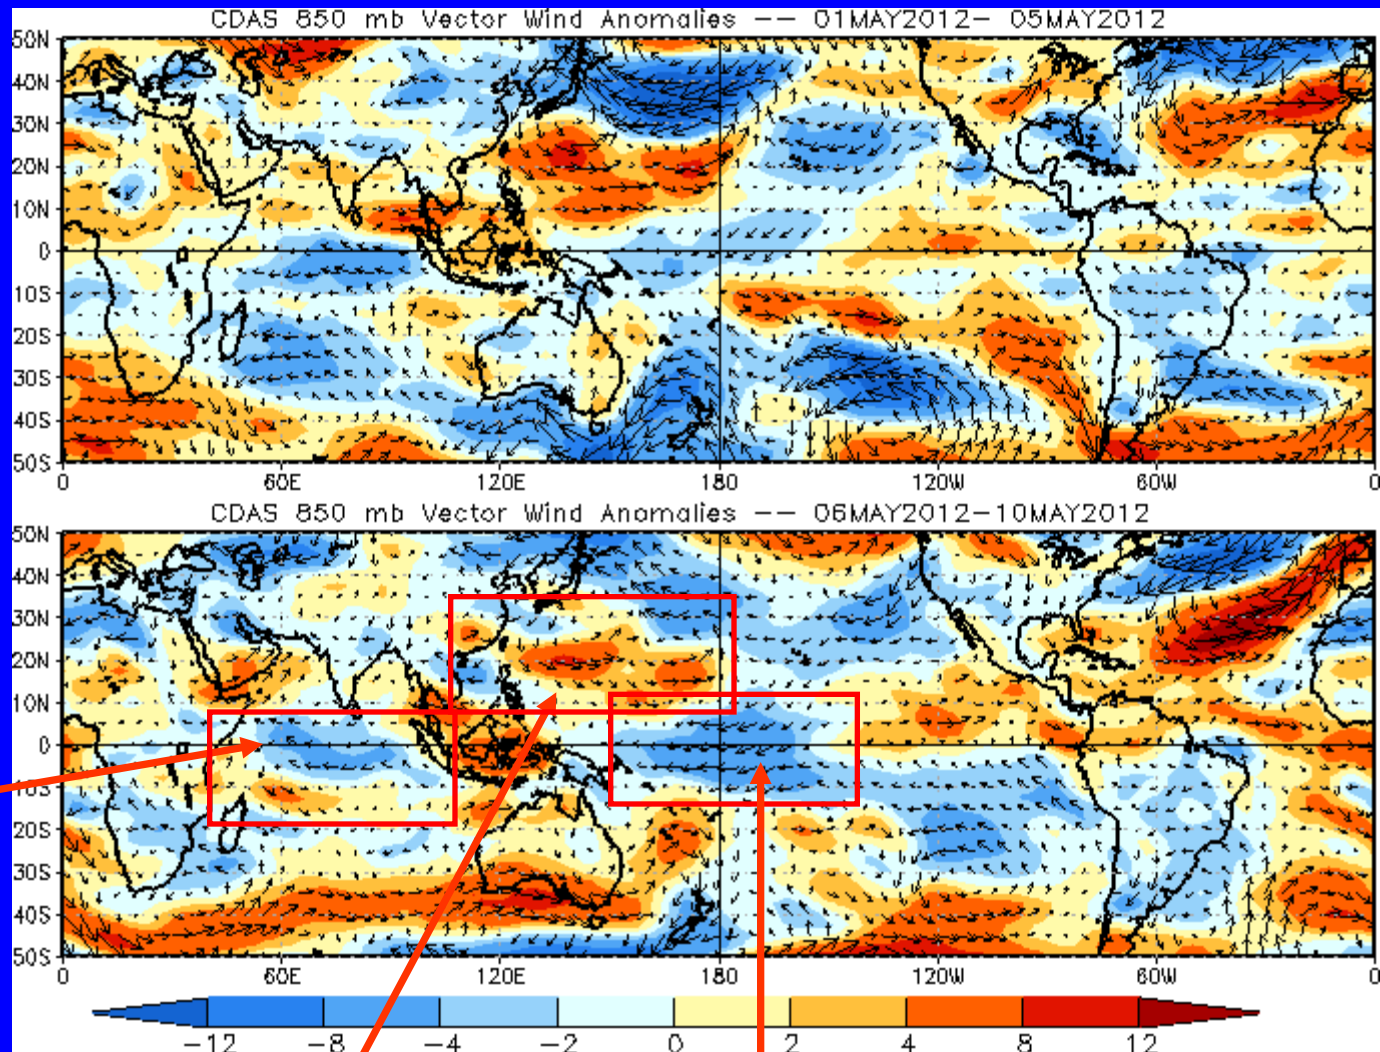 CDAS 850 mb Vector Wind Anomalies -- 01MAY2012- 05MAY2012
50N
40N
30N
20N
10N
0
10S
20S
30S
40S
50S
0 60E 120E 180 120W 60W 0
CDAS 850 mb Vector Wind Anomalies -- 06MAY2012-10MAY2012
50N
40N
30N
20N
10N
0
10S
20S
30S
40S
50S
0 60E 120E 180 120W 60W 0
-12 -8 -4 -2 0 2 4 8 12